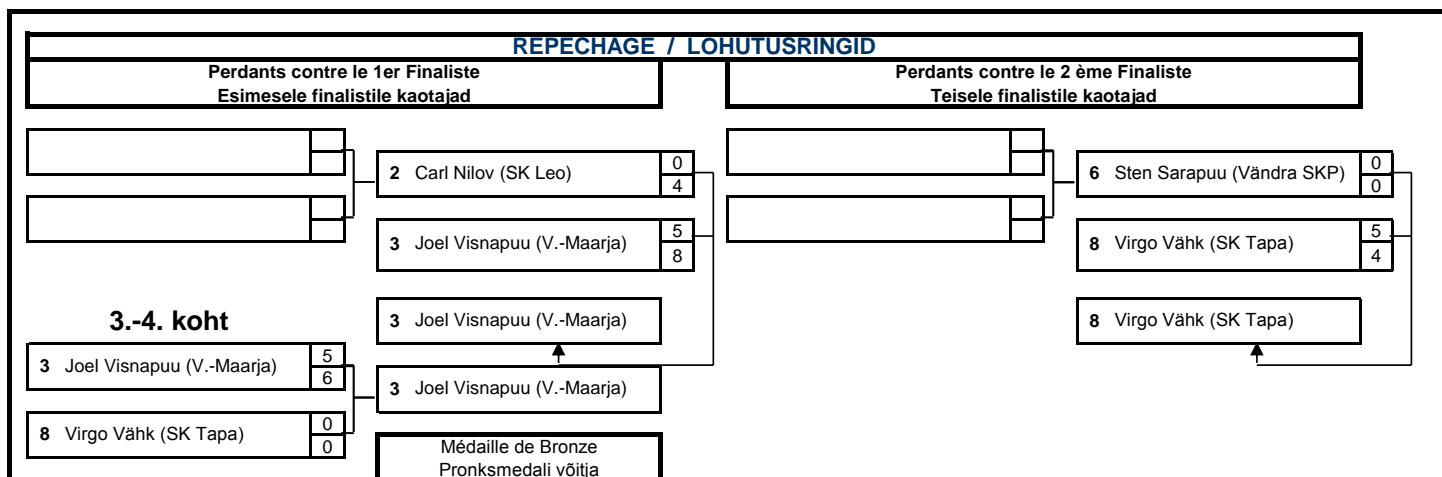 REPECHAGE / LOHUTUSRINGID
Perdants contre le 1er Finaliste
Esimesele finalistile kaotajad
Perdants contre le 2 ème Finaliste
Teisele finalistile kaotajad
2 Carl Nilov (SK Leo) 0
4
6 Sten Sarapuu (Vändra SKP) 0
0
3 Joel Visnapuu (V.-Maarja) 5
8
8 Virgo Vähk (SK Tapa) 5
4
3 Joel Visnapuu (V.-Maarja)
8 Virgo Vähk (SK Tapa)
3.-4. koht
3 Joel Visnapuu (V.-Maarja) 5
6
3 Joel Visnapuu (V.-Maarja)
8 Virgo Vähk (SK Tapa) 0
0
Médaille de Bronze
Pronksmedali võitja